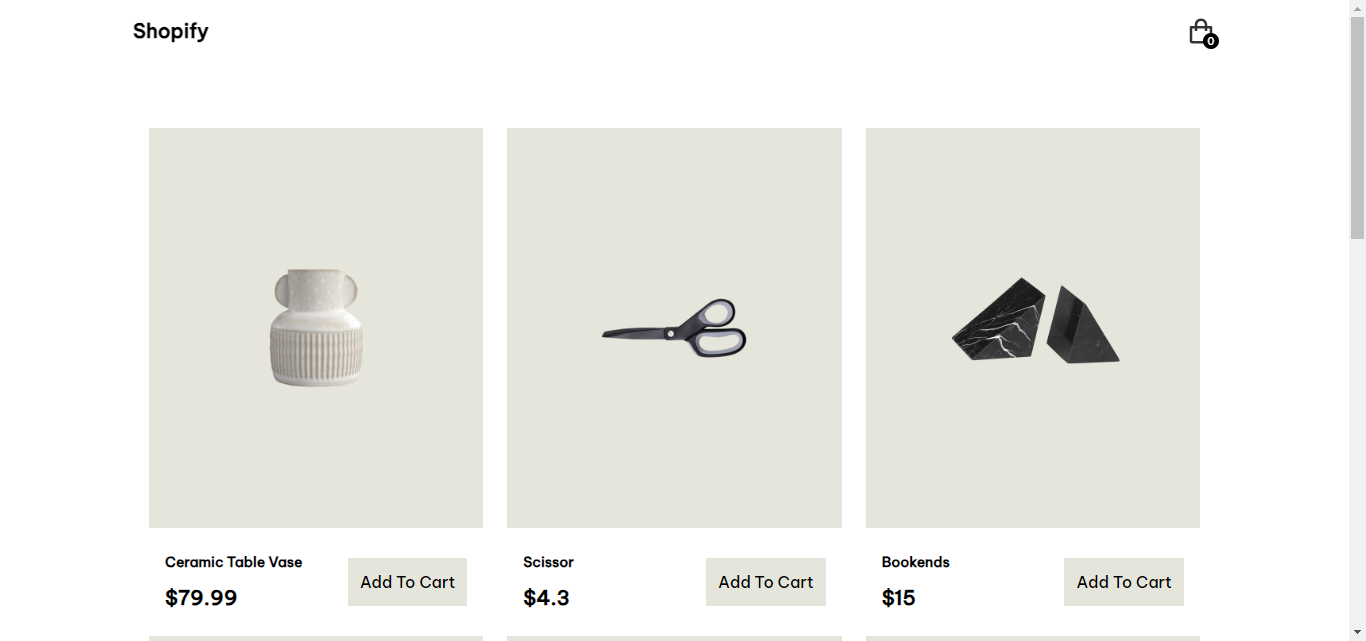 Shopify
0
Ceramic Table Vase
$79.99
Add To Cart
Scissor
$4.3
Add To Cart
Bookends
$15
Add To Cart